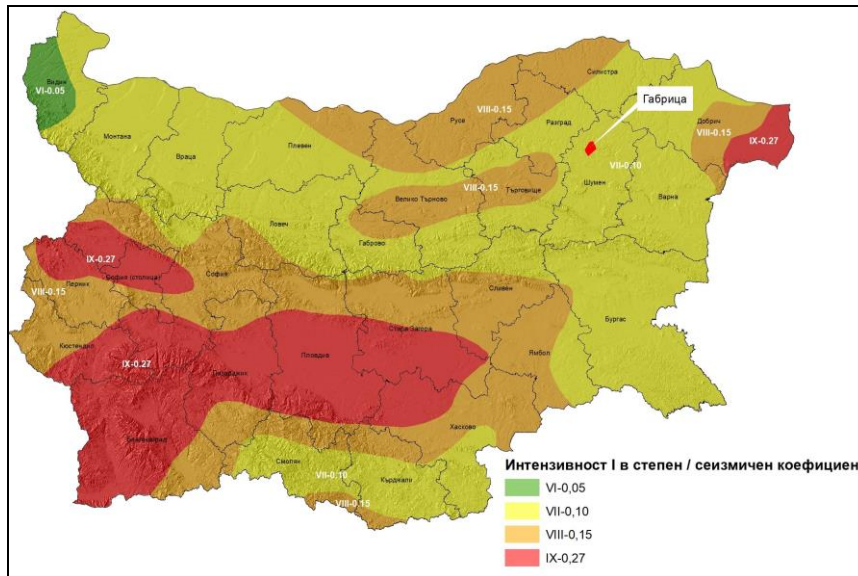 Видин
VI-0.05
Монтана
Враца
Плевен
VIII-0.15
Русе
Силистра
Разград
Габрица
Добрич
VIII-0.15
IX-0.27
VII-0.10
Шумен
Варна
VIII-0.15
Велико Търново
Търговище
Ловеч
Габрово
IX-0.27
София (столица)
София
VIII-0.15
Перник
Сливен
Бургас
Кюстендил
IX-0.27
Пазарджик
Пловдив
Стара Загора
Ямбол
Благоевград
Хасково
Смолян
VII-0.10
Кърджали
VIII-0.15
Интензивност I в степен / сеизмичен коефициен
VI-0,05
VII-0,10
VIII-0,15
IX-0,27